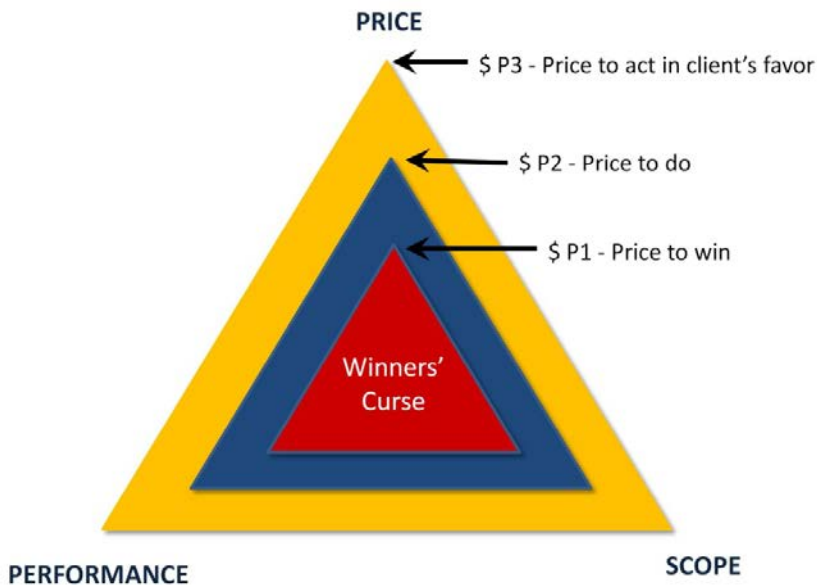 PRICE
$ P3 - Price to act in client's favor
$ P2 - Price to do
$ P1 - Price to win
Winners'
Curse
PERFORMANCE
SCOPE